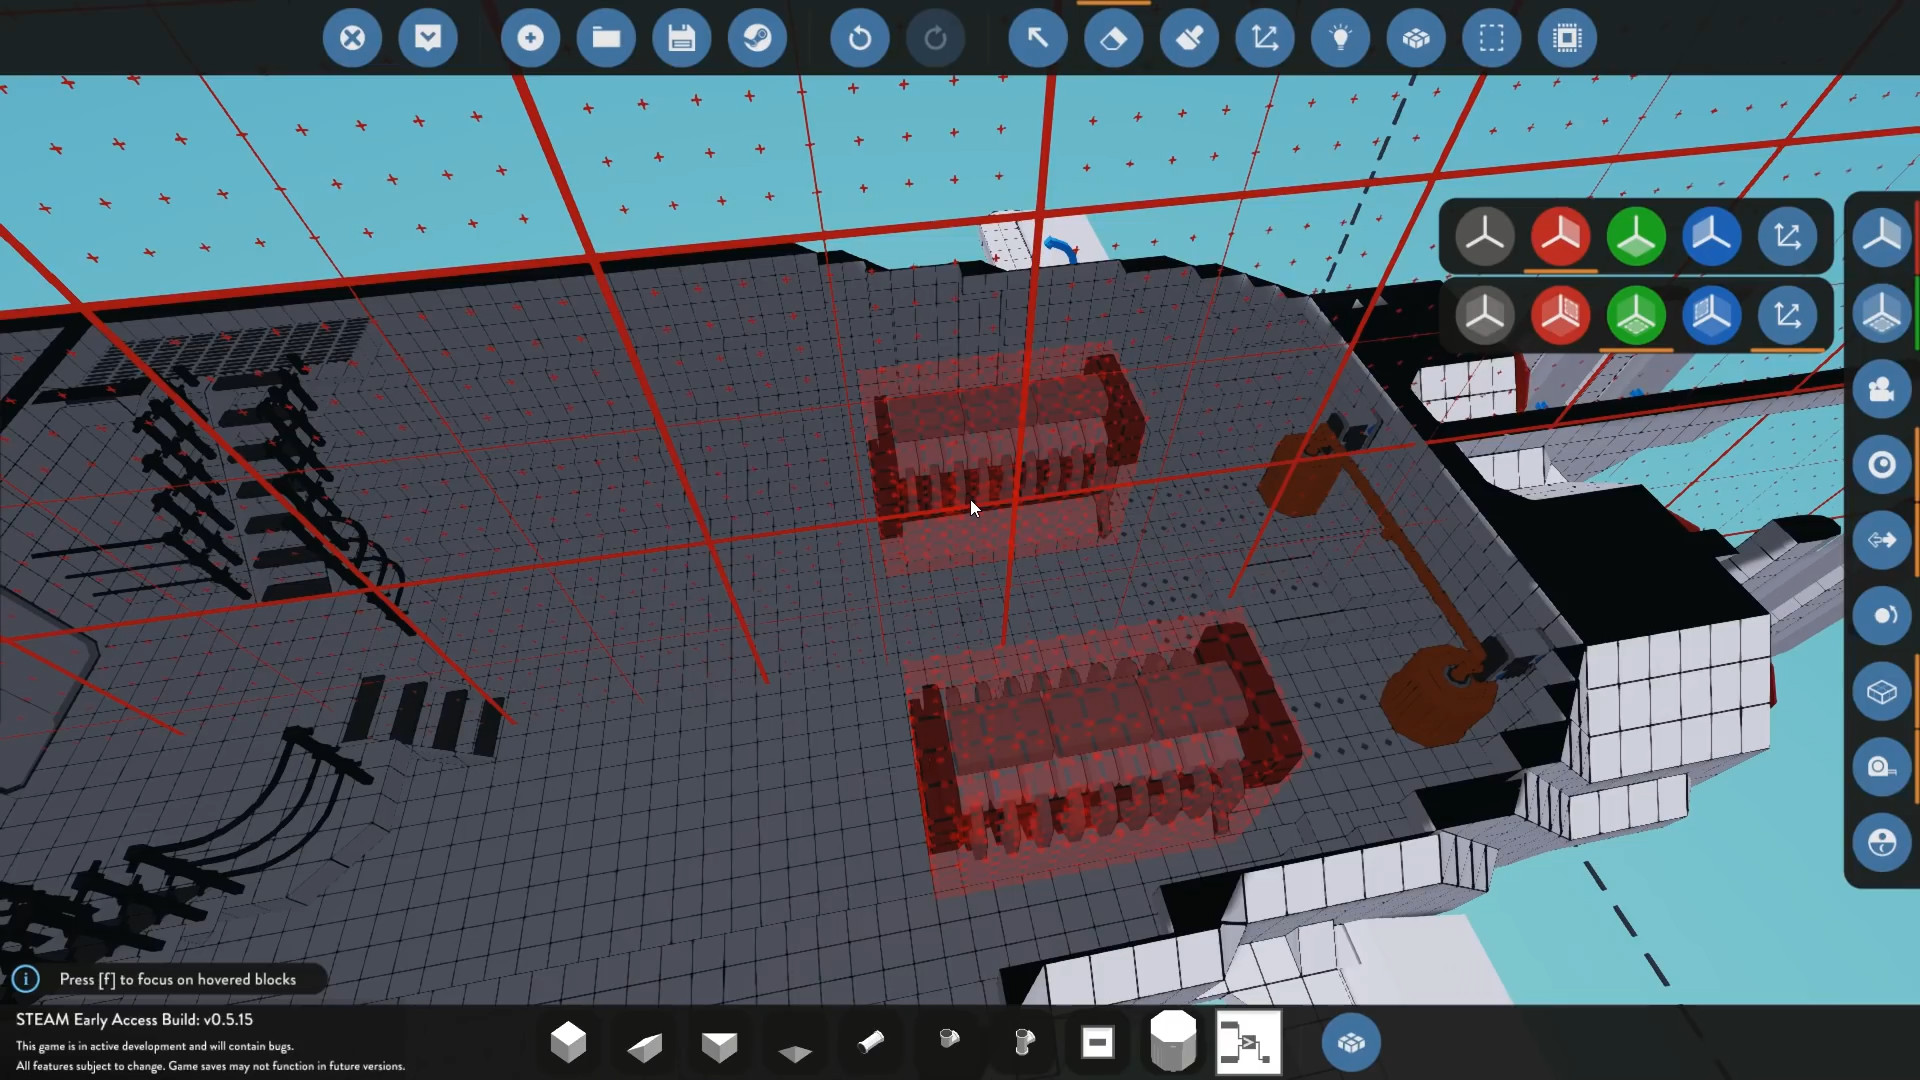 Press [f] to focus on hovered blocks
STEAM Early Access Build: v0.5.15
This game is in active development and will contain bugs.
All features subject to change. Game saves may not function in future versions.